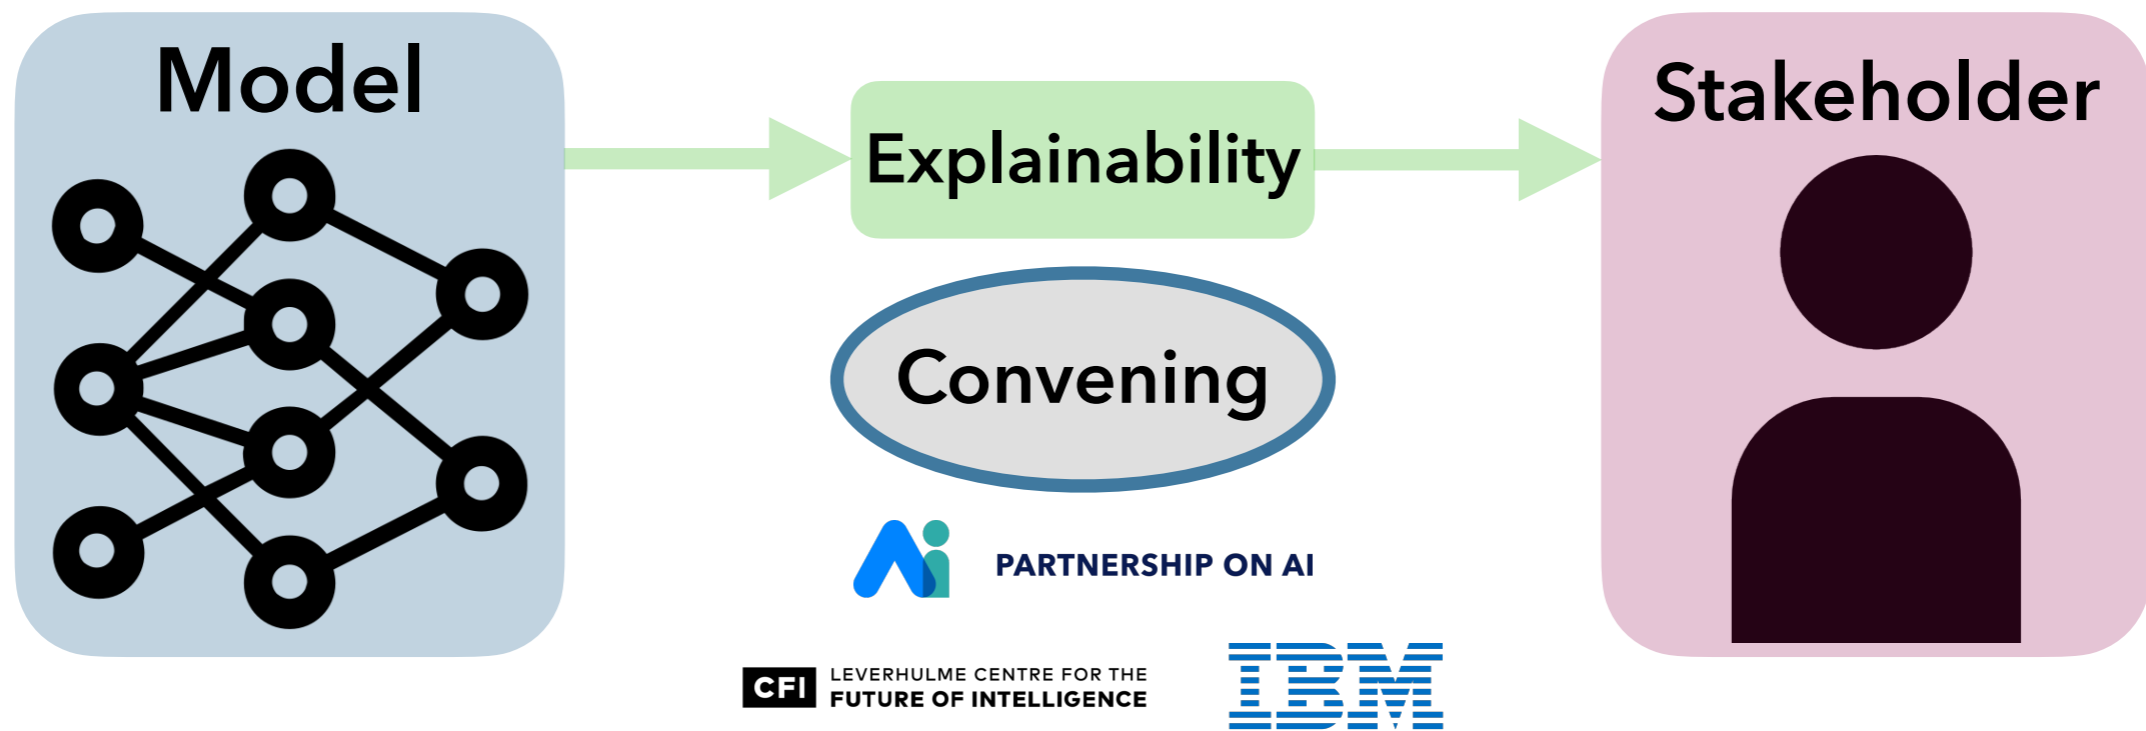 Model
Explainability
Stakeholder
Convening
PARTNERSHIP ON AI
CFI
LEVERHULME CENTRE FOR THE
FUTURE OF INTELLIGENCE
IBM